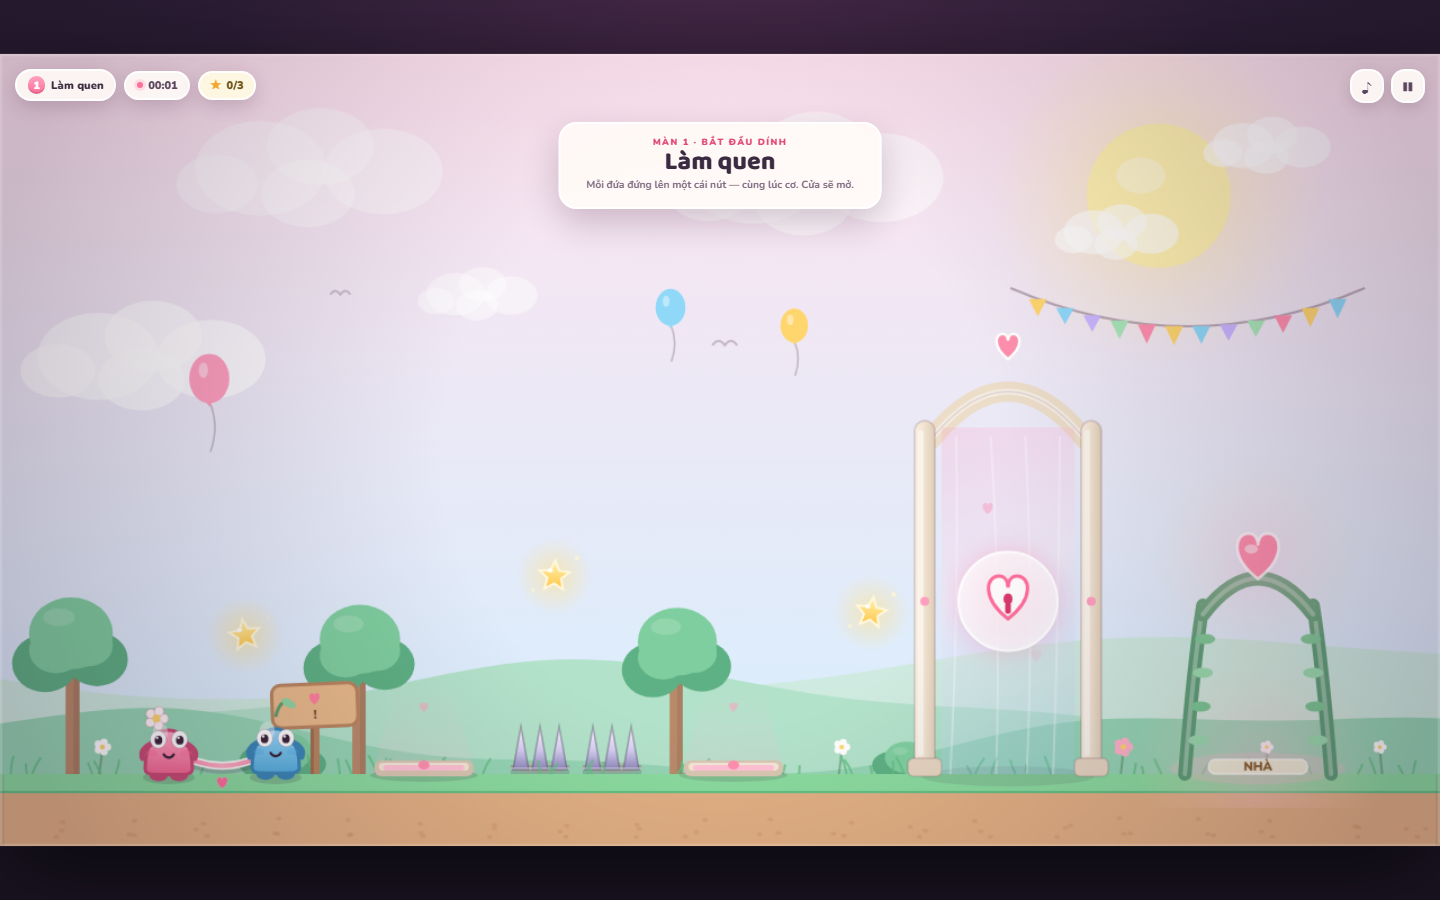 1 Làm quen
00:01
0/3
MÀN 1 · BẮT ĐẦU DÍNH
Làm quen
Mỗi đứa đứng lên một cái nút — cùng lúc cơ. Cửa sẽ mở.
!
NHÀ